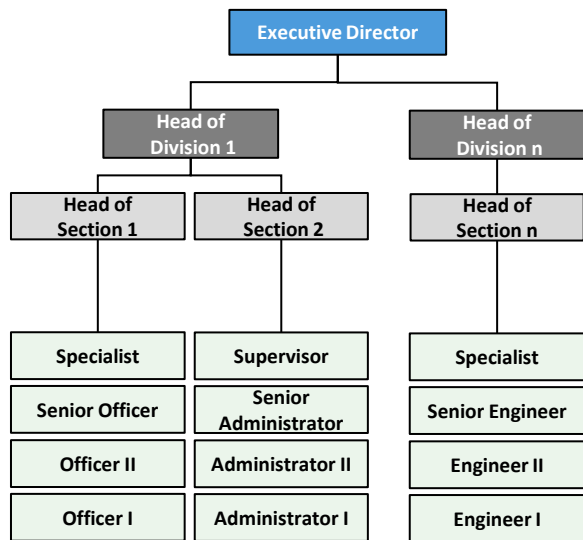 Executive Director
Head of
Division 1
Head of
Division n
Head of
Section 1
Head of
Section 2
Head of
Section n
Specialist
Supervisor
Specialist
Senior Officer
Senior
Administrator
Senior Engineer
Officer II
Administrator II
Engineer II
Officer I
Administrator I
Engineer I